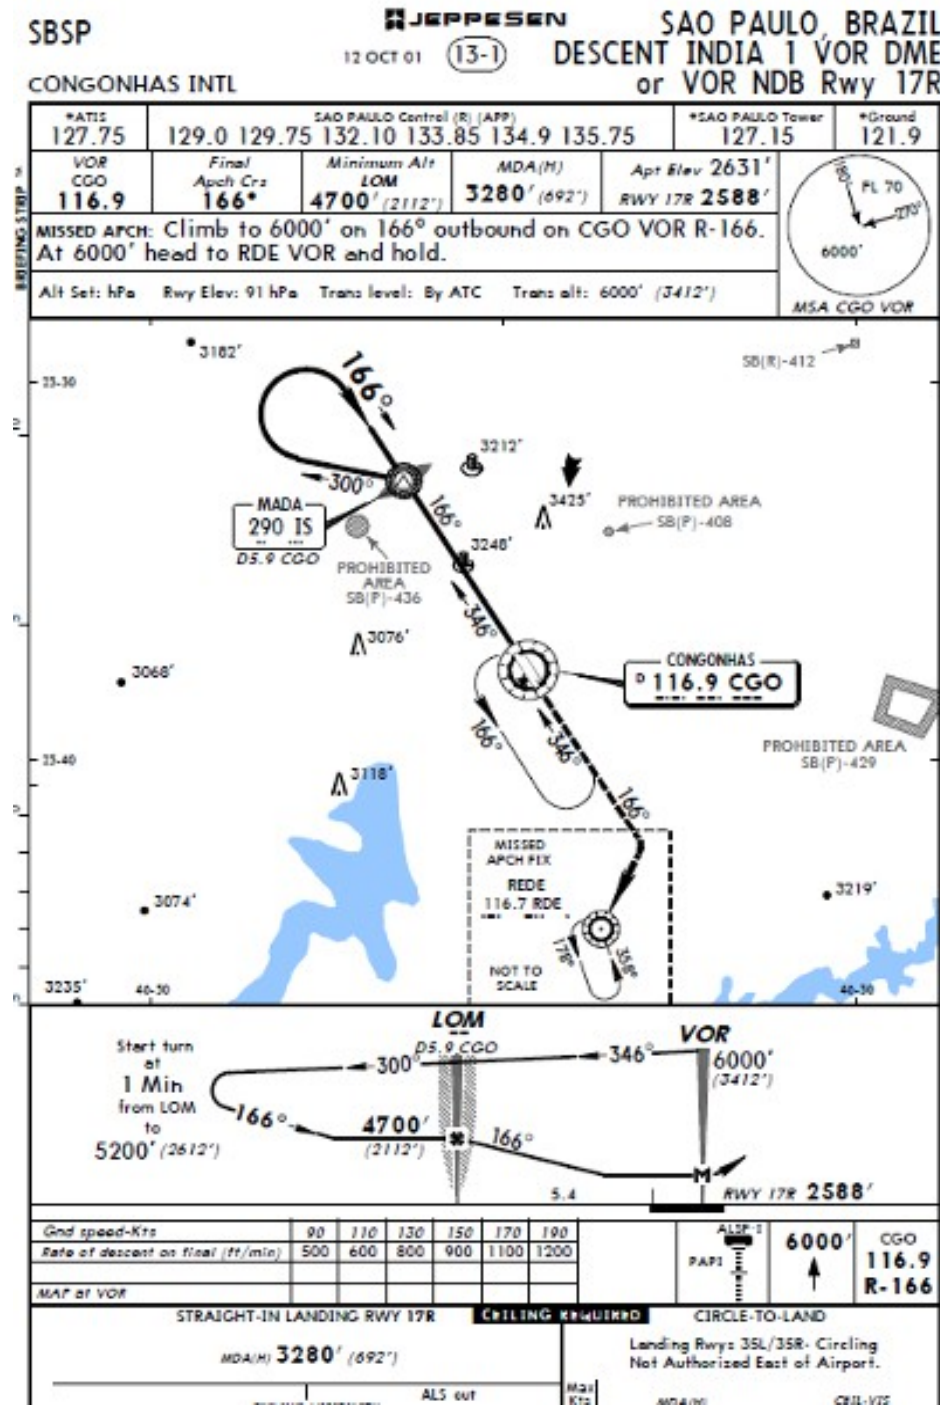 SBSP
JEPPESEN
SAO PAULO, BRAZIL
12 OCT 01 13-1
DESCENT INDIA 1 VOR DME
CONGONHAS INTL
or VOR NDB Rwy 17R
*ATIS
127.75
SAO PAULO Control (R) (APP)
129.0 129.75 132.10 133.85 134.9 135.75
*SAO PAULO Tower
127.15
*Ground
121.9
BRIEFING STRIP
VOR
CGO
116.9
Final
Apch Crs
166°
Minimum Alt
LOM
4700' (2112')
MDA(H)
3280' (692')
Apt Elev 2631'
RWY 17R 2588'
MISSED APCH: Climb to 6000' on 166° outbound on CGO VOR R-166.
At 6000' head to RDE VOR and hold.
Alt Set: hPa Rwy Elev: 91 hPa Trans level: By ATC Trans alt: 6000' (3412')
180°
FL 70
270°
6000'
MSA CGO VOR
3182'
SB(R)-412
23-30
166°
3212'
300°
166°
3425'
PROHIBITED AREA
SB(P)-408
MADA
290 IS
D5.9 CGO
3248'
PROHIBITED
AREA
SB(P)-436
346°
3076'
3068'
CONGONHAS
D 116.9 CGO
166°
346°
PROHIBITED AREA
SB(P)-429
23-40
3118'
166°
MISSED
APCH FIX
REDE
116.7 RDE
3219'
3074'
178°
358°
NOT TO
SCALE
3235'
46-30
LOM
D5.9 CGO
VOR
Start turn
at
1 Min
from LOM
to
5200' (2612')
300°
346°
6000'
(3412')
166°
4700'
(2112')
166°
M
5.4
RWY 17R 2588'
Gnd speed-Kts 90 110 130 150 170 190
Rate of descent on final (ft/min) 500 600 800 900 1100 1200
MAP at VOR
ALSF-I
PAPI
6000'
CGO
116.9
R-166
STRAIGHT-IN LANDING RWY 17R
CEILING REQUIRED
CIRCLE-TO-LAND
MDA(H) 3280' (692')
Landing Rwys 35L/35R- Circling
Not Authorized East of Airport.
ALS out
Max
Kts
MDA(H)
CEIL-VIS